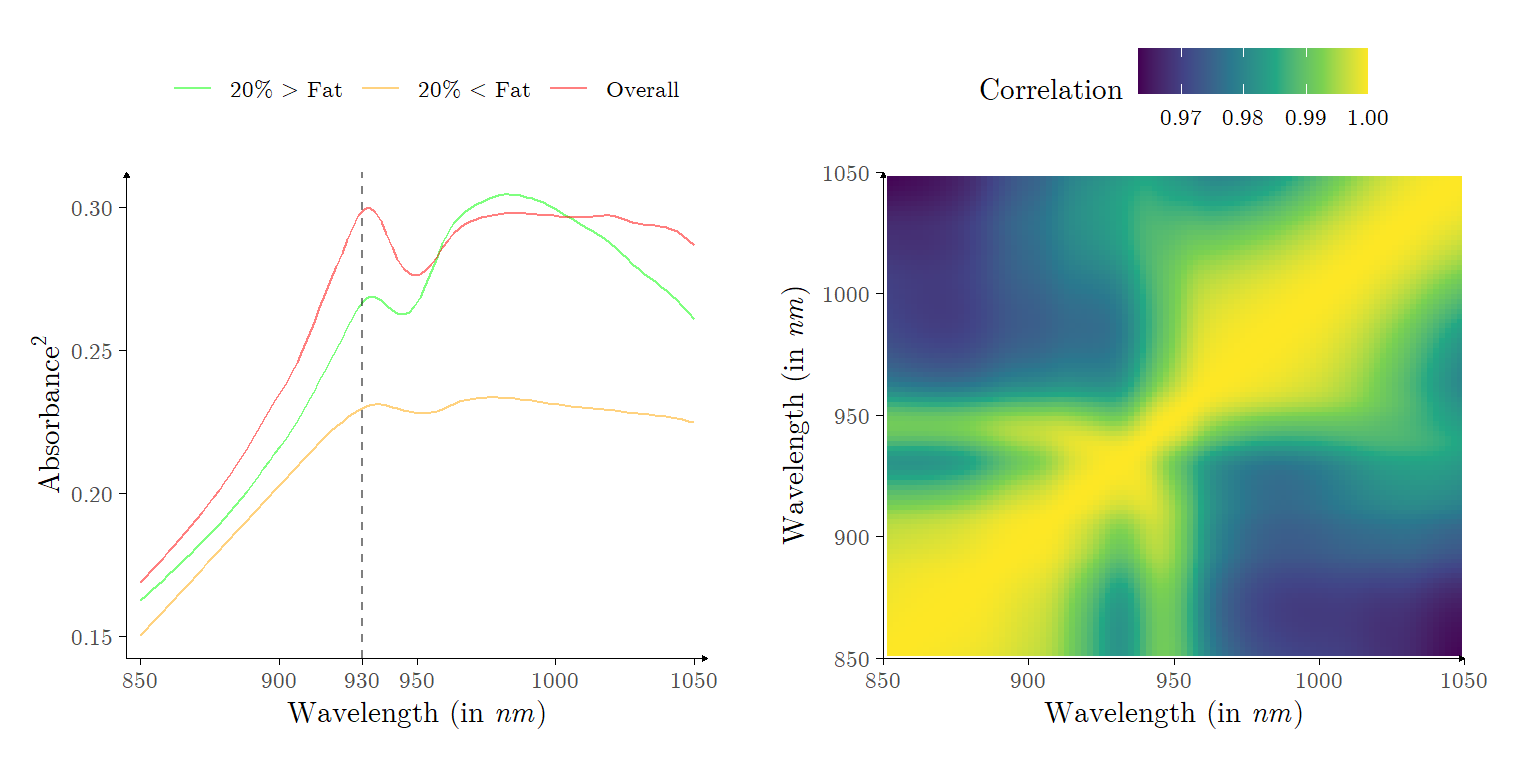 20% > Fat 20% < Fat Overall
Absorbance²
0.30
0.25
0.20
0.15
850 900 930 950 1000 1050
Wavelength (in nm)
Correlation
0.97 0.98 0.99 1.00
Wavelength (in nm)
1050
1000
950
900
850
850 900 950 1000 1050
Wavelength (in nm)